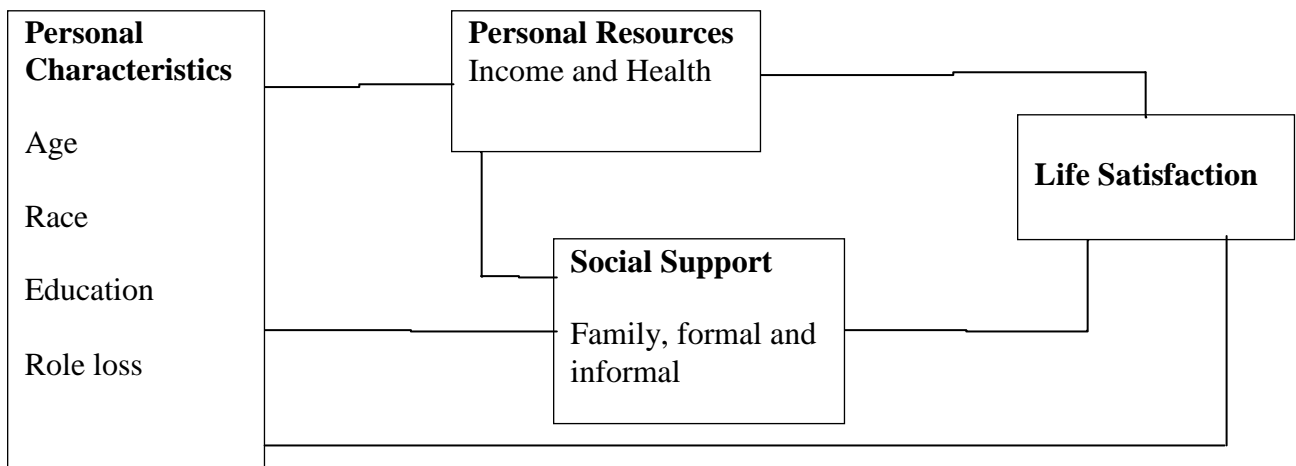 Personal
Characteristics
Age
Race
Education
Role loss
Personal Resources
Income and Health
Social Support
Family, formal and
informal
Life Satisfaction